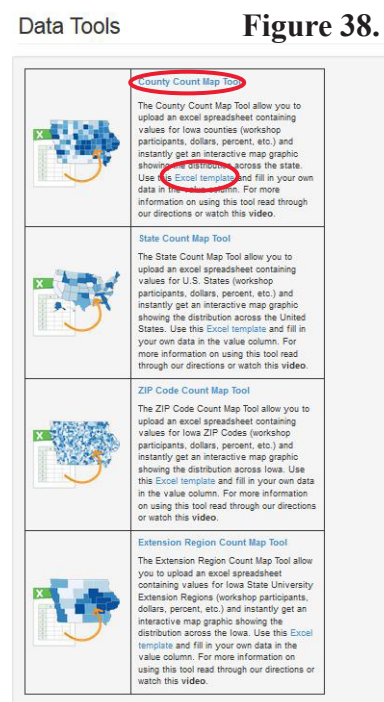 Data Tools
Figure 38.
County Count Map Tool
The County Count Map Tool allow you to
upload an excel spreadsheet containing
values for Iowa counties (workshop
participants, dollars, percent, etc.) and
instantly get an interactive map graphic
showing the distribution across the state.
Use this Excel template and fill in your own
data in the value column. For more
information on using this tool read through
our directions or watch this video.
State Count Map Tool
The State Count Map Tool allow you to
upload an excel spreadsheet containing
values for U.S. States (workshop
participants, dollars, percent, etc.) and
instantly get an interactive map graphic
showing the distribution across the United
States. Use this Excel template and fill in
your own data in the value column. For
more information on using this tool read
through our directions or watch this video.
ZIP Code Count Map Tool
The ZIP Code Count Map Tool allow you to
upload an excel spreadsheet containing
values for Iowa ZIP Codes (workshop
participants, dollars, percent, etc.) and
instantly get an interactive map graphic
showing the distribution across Iowa. Use
this Excel template and fill in your own data
in the value column. For more information
on using this tool read through our directions
or watch this video.
Extension Region Count Map Tool
The Extension Region Count Map Tool allow
you to upload an excel spreadsheet
containing values for Iowa State University
Extension Regions (workshop participants,
dollars, percent, etc.) and instantly get an
interactive map graphic showing the
distribution across the Iowa. Use this Excel
template and fill in your own data in the
value column. For more information on
using this tool read through our directions or
watch this video.
X
X
X
X